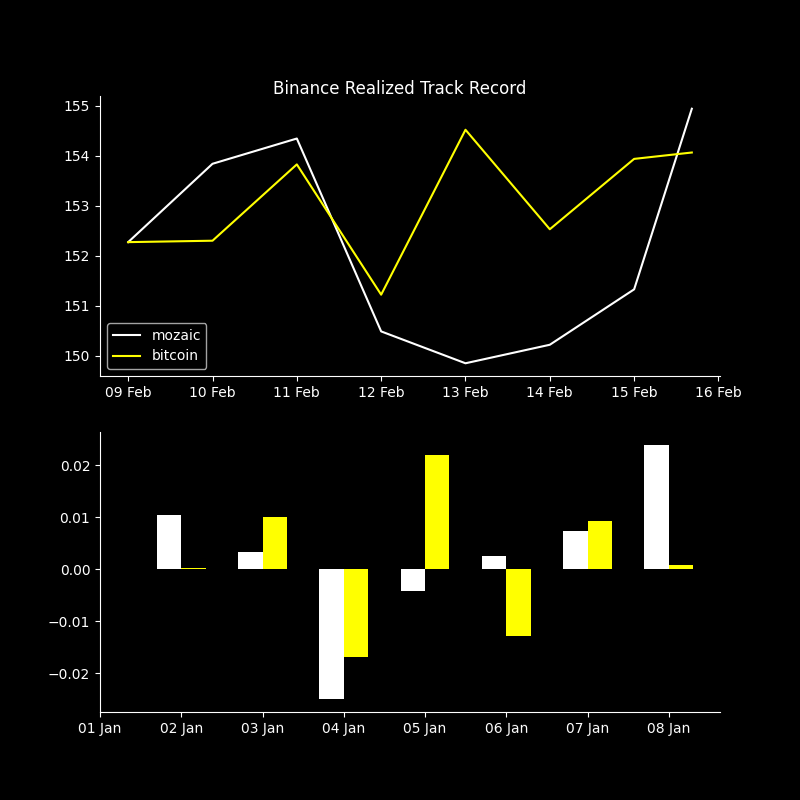 Binance Realized Track Record
155
154
153
152
151
150
mozaic
bitcoin
09 Feb 10 Feb 11 Feb 12 Feb 13 Feb 14 Feb 15 Feb 16 Feb
0.02
0.01
0.00
−0.01
−0.02
01 Jan 02 Jan 03 Jan 04 Jan 05 Jan 06 Jan 07 Jan 08 Jan